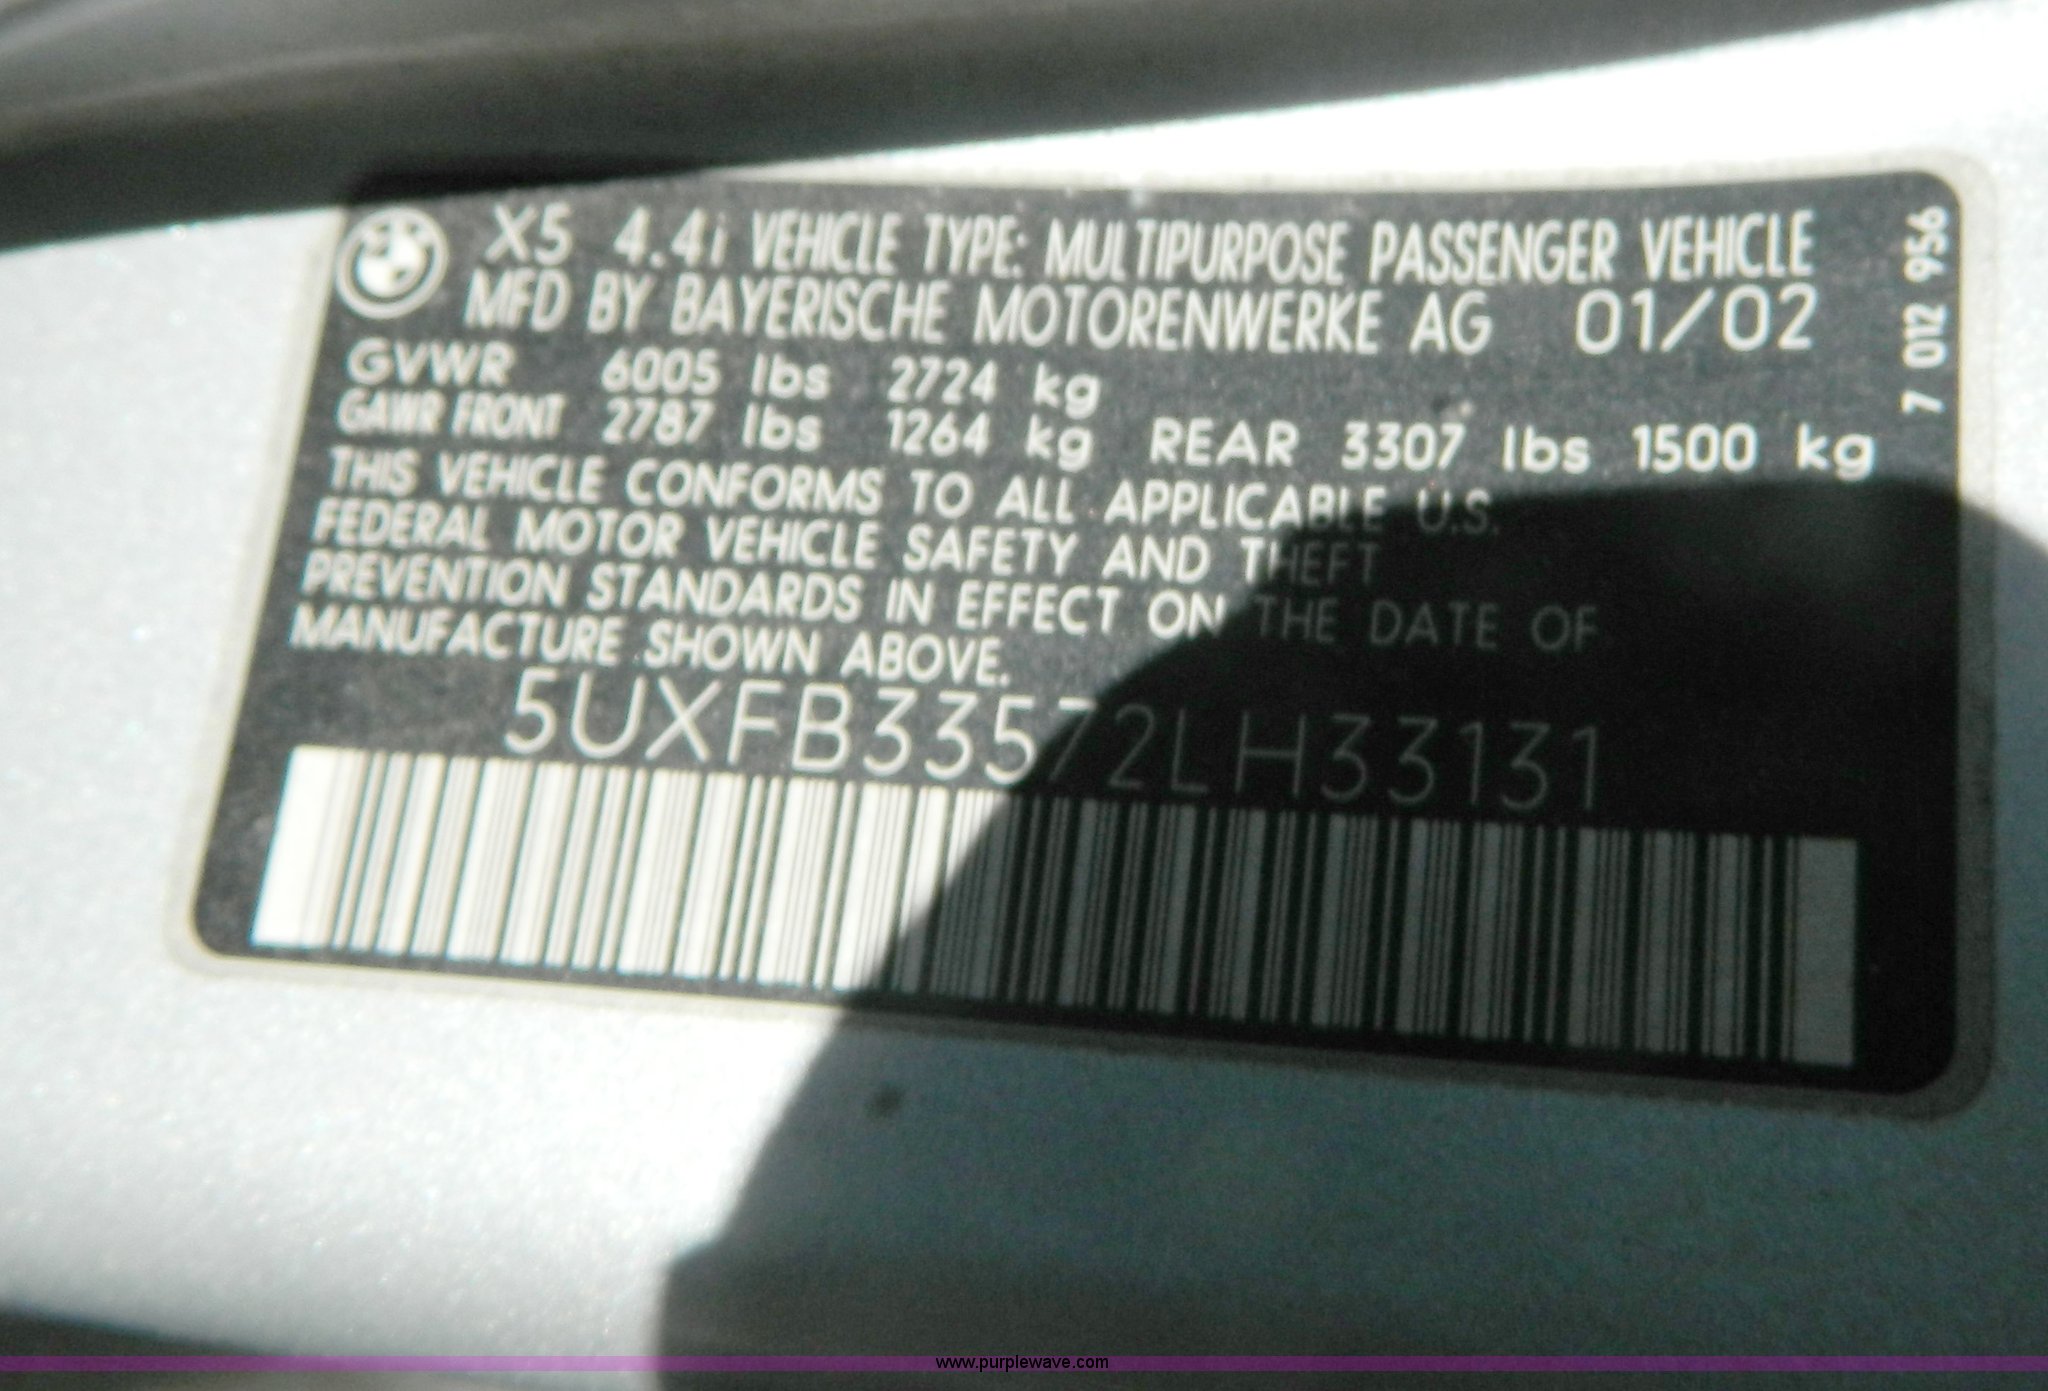 X5 4.4i VEHICLE TYPE: MULTIPURPOSE PASSENGER VEHICLE
MFD BY BAYERISCHE MOTORENWERKE AG 01/02
GVWR 6005 lbs 2724 kg
GAWR FRONT 2787 lbs 1264 kg REAR 3307 lbs 1500 kg
THIS VEHICLE CONFORMS TO ALL APPLICABLE U.S.
FEDERAL MOTOR VEHICLE SAFETY AND THEFT
PREVENTION STANDARDS IN EFFECT ON THE DATE OF
MANUFACTURE SHOWN ABOVE.
5UXFB33572LH33131
7 012 956
www.purplewave.com